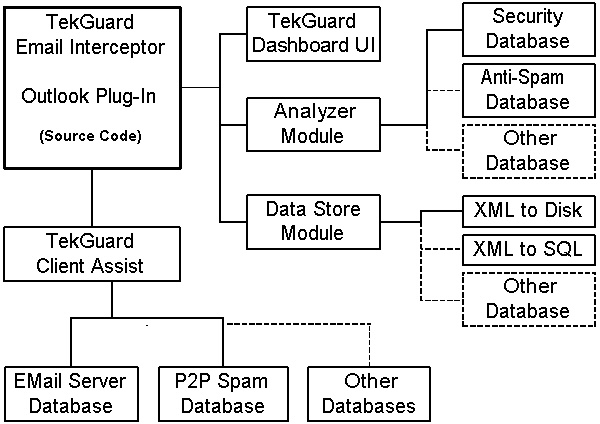 TekGuard
Email Interceptor
Outlook Plug-In
(Source Code)
TekGuard
Dashboard UI
Analyzer
Module
Data Store
Module
Security
Database
Anti-Spam
Database
Other
Database
XML to Disk
XML to SQL
Other
Database
TekGuard
Client Assist
EMail Server
Database
P2P Spam
Database
Other
Databases